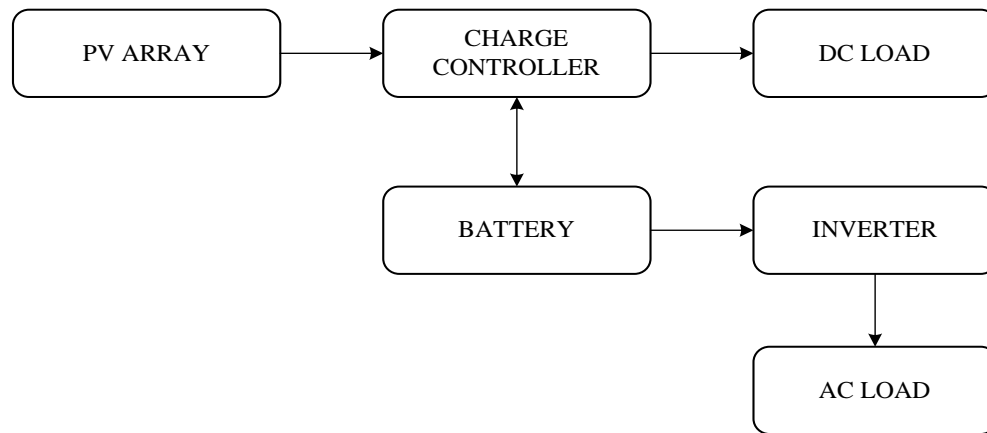 PV ARRAY
CHARGE
CONTROLLER
DC LOAD
BATTERY
INVERTER
AC LOAD